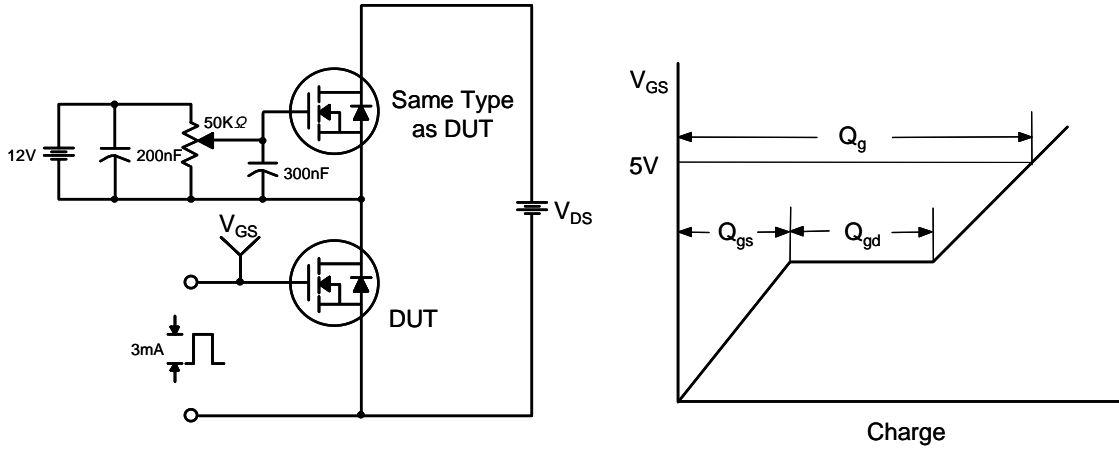 Same Type
as DUT
50KΩ
12V
200nF
300nF
V_GS
V_DS
DUT
3mA
V_GS
Q_g
5V
Q_gs
Q_gd
Charge